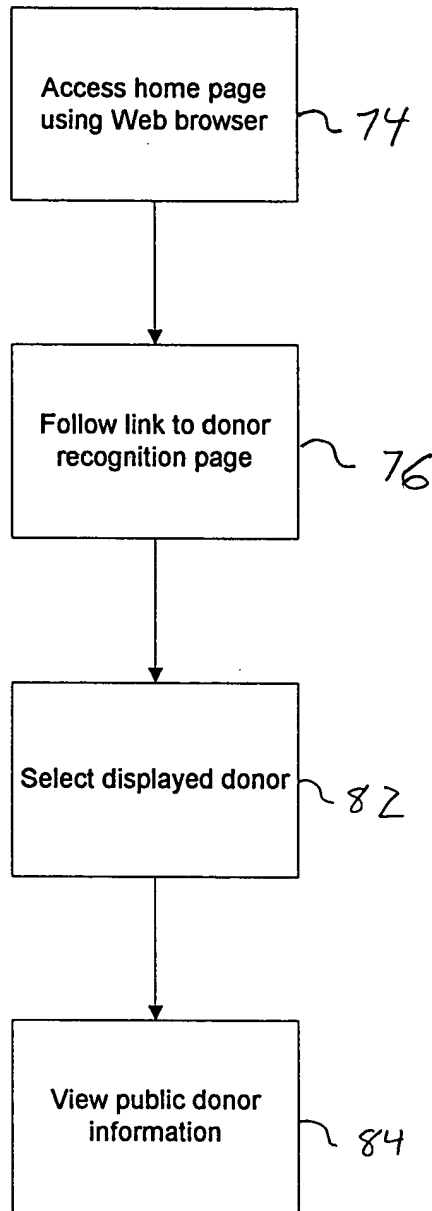 Access home page
using Web browser
74
Follow link to donor
recognition page
76
Select displayed donor
82
View public donor
information
84